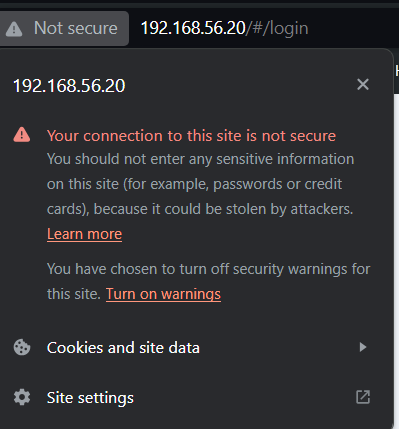 Not secure 192.168.56.20/#/login
192.168.56.20
Your connection to this site is not secure
You should not enter any sensitive information
on this site (for example, passwords or credit
cards), because it could be stolen by attackers.
Learn more
You have chosen to turn off security warnings for
this site. Turn on warnings
Cookies and site data
Site settings